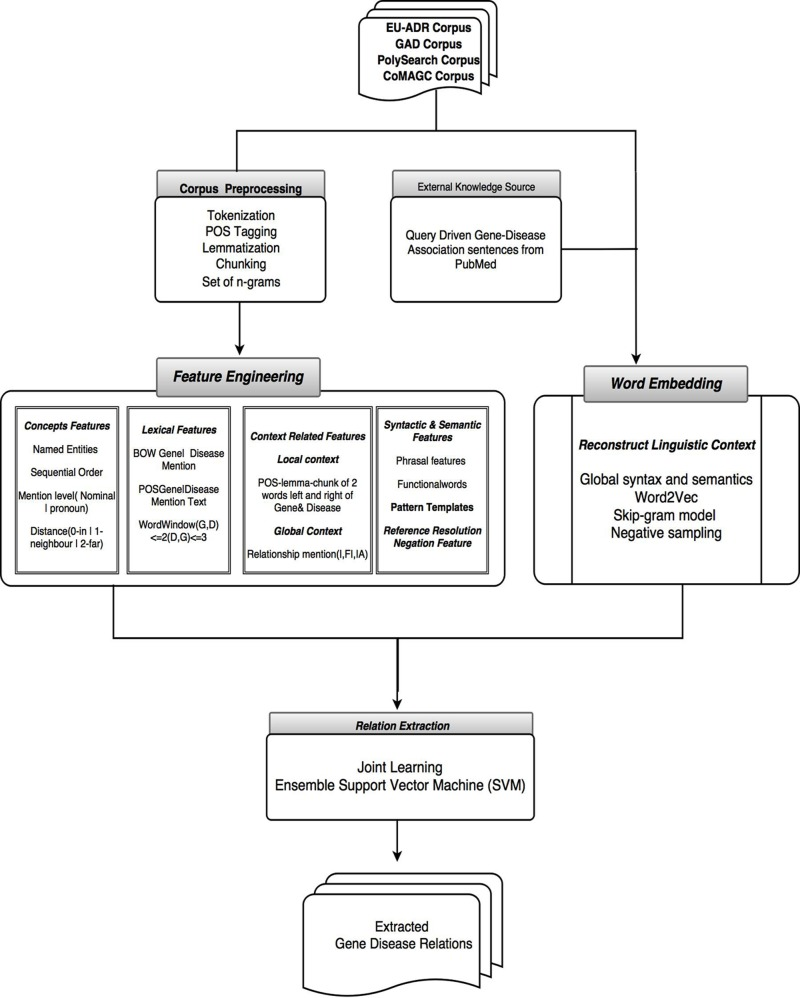 EU-ADR Corpus
GAD Corpus
PolySearch Corpus
CoMAGC Corpus
Corpus Preprocessing
Tokenization
POS Tagging
Lemmatization
Chunking
Set of n-grams
External Knowledge Source
Query Driven Gene-Disease
Association sentences from
PubMed
Feature Engineering
Concepts Features
Named Entities
Sequential Order
Mention level( Nominal
I pronoun)
Distance(0-in I 1-
neighbour I 2-far)
Lexical Features
BOW GeneI Disease
Mention
POSGeneIDisease
Mention Text
WordWindow(G,D)
<=2(D,G)<=3
Context Related Features
Local context
POS-lemma-chunk of 2
words left and right of
Gene& Disease
Global Context
Relationship mention(I,FI,IA)
Syntactic & Semantic
Features
Phrasal features
Functionalwords
Pattern Templates
Reference Resolution
Negation Feature
Word Embedding
Reconstruct Linguistic Context
Global syntax and semantics
Word2Vec
Skip-gram model
Negative sampling
Relation Extraction
Joint Learning
Ensemble Support Vector Machine (SVM)
Extracted
Gene Disease Relations